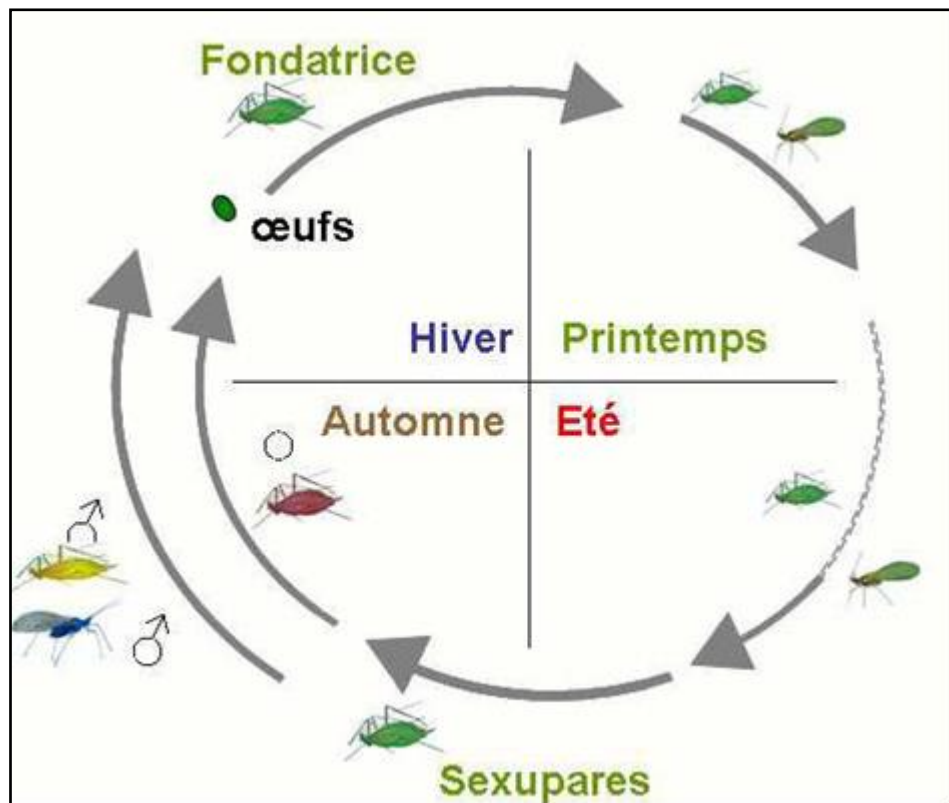 Fondatrice
œufs
Hiver
Printemps
Automne
Eté
♂
♂
Sexupares